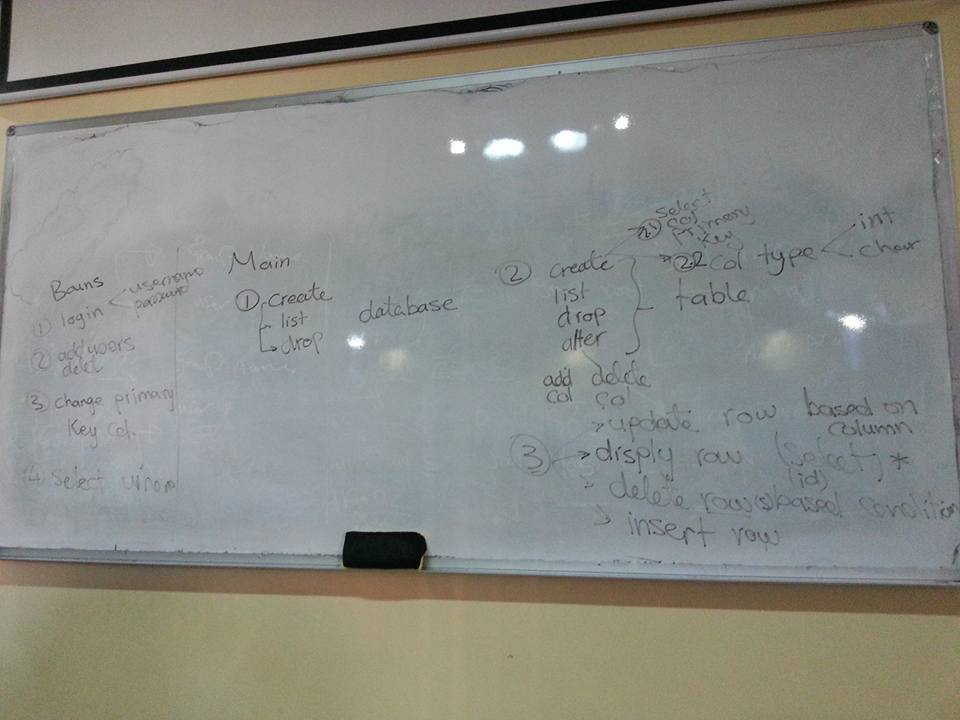 Bouns
① login username
password
② add users
delet
③ change primary
Key col.
④ Select where
Main
① create
list
drop
database
② create
list
drop
alter
add col
delete col
2.1 select col primary key
2.2 col type int
char
table
③ update row based on column
disply row (select) *
(id)
delete row(s) based condition
insert row